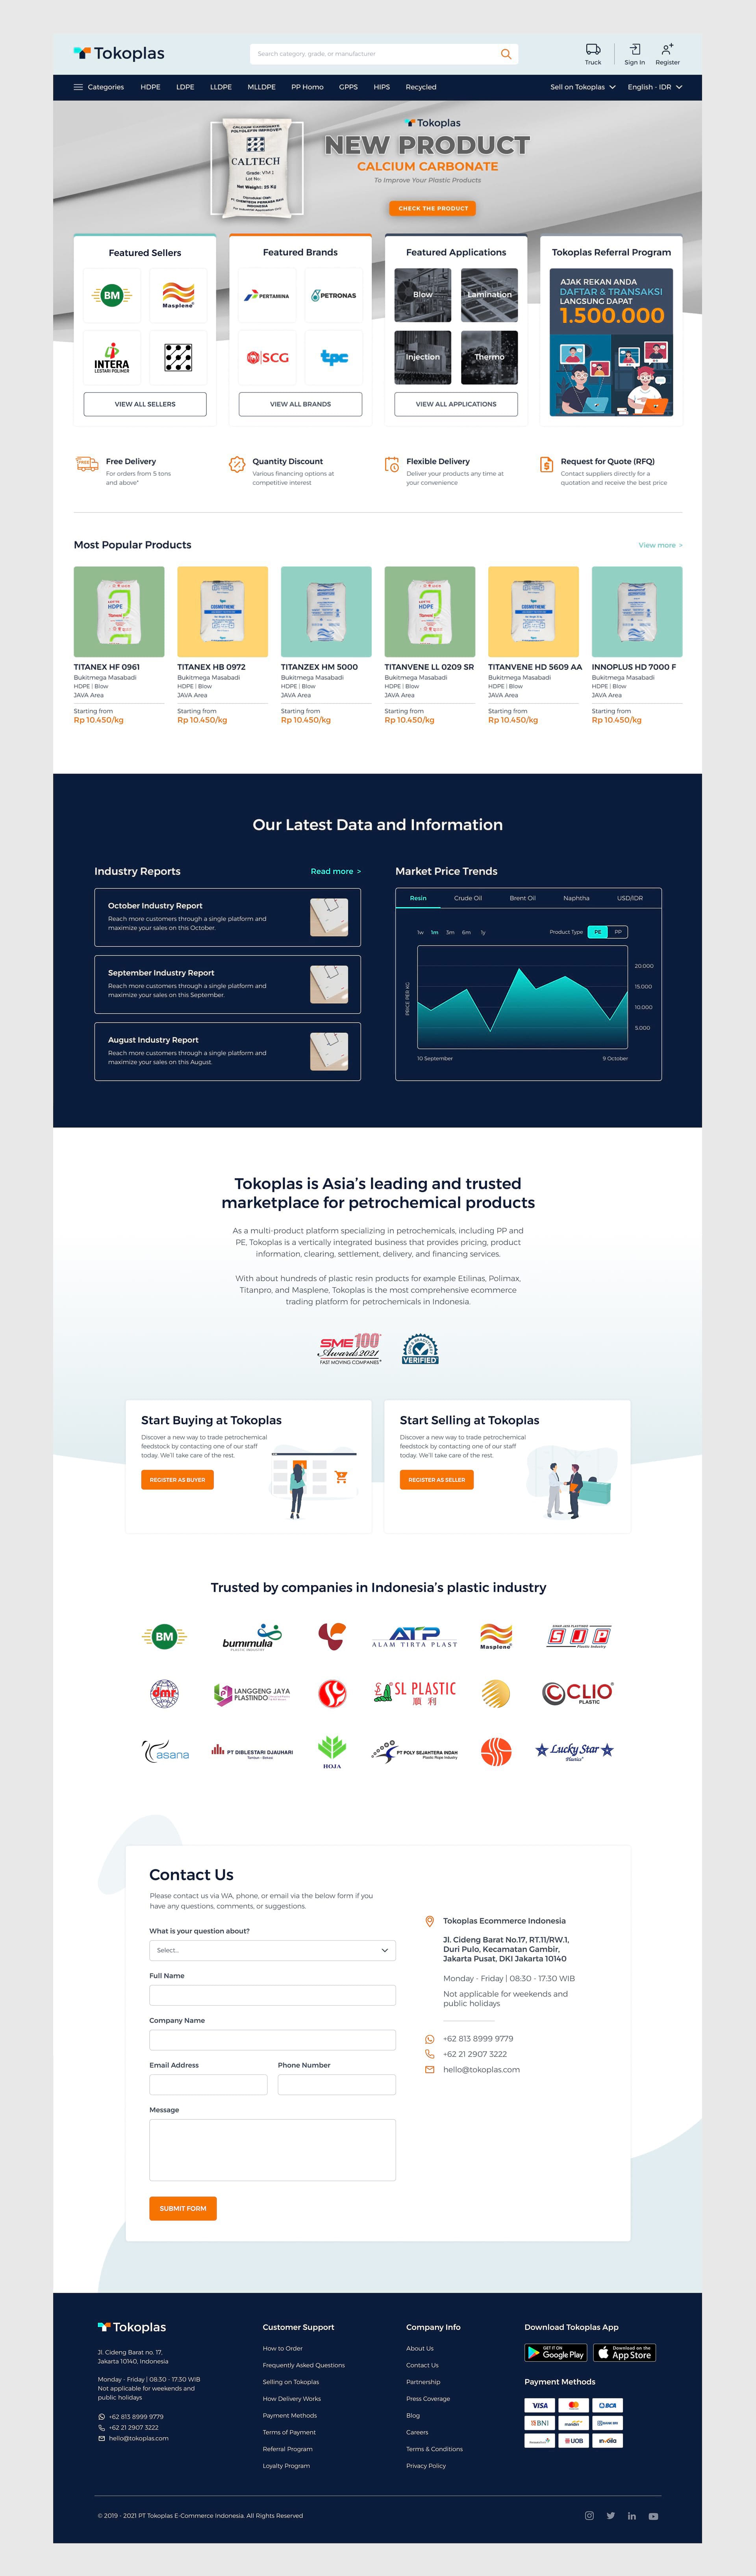 Tokoplas
Search category, grade, or manufacturer
Truck
Sign In
Register
Categories
HDPE
LDPE
LLDPE
MLLDPE
PP Homo
GPPS
HIPS
Recycled
Sell on Tokoplas
English - IDR
CALCIUM CARBONATE
POLYOLEFIN IMPROVER
CALTECH
Grade: VM 1
Lot No.
Net Weight: 25 Kg
Tokoplas
NEW PRODUCT
CALCIUM CARBONATE
To Improve Your Plastic Products
CHECK THE PRODUCT
Featured Sellers
BM
Masplene
INTERA
LESTARI POLIMER
VIEW ALL SELLERS
Featured Brands
PERTAMINA
PETRONAS
SCG
tpc
VIEW ALL BRANDS
Featured Applications
Blow
Lamination
Injection
Thermo
VIEW ALL APPLICATIONS
Tokoplas Referral Program
AJAK REKAN ANDA
DAFTAR & TRANSAKSI
LANGSUNG DAPAT
1.500.000
FREE
Free Delivery
For orders from 5 tons
and above*
Quantity Discount
Various financing options at
competitive interest
Flexible Delivery
Deliver your products any time at
your convenience
Request for Quote (RFQ)
Contact suppliers directly for a
quotation and receive the best price
Most Popular Products
View more >
HDPE
Titanvene
COSMOTHENE
HDPE
Titanvene
COSMOTHENE
TITANEX HF 0961
Bukitmega Masabadi
HDPE | Blow
JAVA Area
Starting from
Rp 10.450/kg
TITANEX HB 0972
Bukitmega Masabadi
HDPE | Blow
JAVA Area
Starting from
Rp 10.450/kg
TITANZEX HM 5000
Bukitmega Masabadi
HDPE | Blow
JAVA Area
Starting from
Rp 10.450/kg
TITANVENE LL 0209 SR
Bukitmega Masabadi
HDPE | Blow
JAVA Area
Starting from
Rp 10.450/kg
TITANVENE HD 5609 AA
Bukitmega Masabadi
HDPE | Blow
JAVA Area
Starting from
Rp 10.450/kg
INNOPLUS HD 7000 F
Bukitmega Masabadi
HDPE | Blow
JAVA Area
Starting from
Rp 10.450/kg
Our Latest Data and Information
Industry Reports
Read more >
October Industry Report
Reach more customers through a single platform and
maximize your sales on this October.
September Industry Report
Reach more customers through a single platform and
maximize your sales on this September.
August Industry Report
Reach more customers through a single platform and
maximize your sales on this August.
Market Price Trends
Resin
Crude Oil
Brent Oil
Naphtha
USD/IDR
1w
1m
3m
6m
1y
Product Type
PE
PP
PRICE PER KG
20.000
15.000
10.000
5.000
10 September
9 October
Tokoplas is Asia's leading and trusted
marketplace for petrochemical products
As a multi-product platform specializing in petrochemicals, including PP and
PE, Tokoplas is a vertically integrated business that provides pricing, product
information, clearing, settlement, delivery, and financing services.
With about hundreds of plastic resin products for example Etilinas, Polimax,
Titanpro, and Masplene, Tokoplas is the most comprehensive ecommerce
trading platform for petrochemicals in Indonesia.
SME100
Awards 2021
FAST MOVING COMPANIES
VERIFIED
Start Buying at Tokoplas
Discover a new way to trade petrochemical
feedstock by contacting one of our staff
today. We'll take care of the rest.
REGISTER AS BUYER
Start Selling at Tokoplas
Discover a new way to trade petrochemical
feedstock by contacting one of our staff
today. We'll take care of the rest.
REGISTER AS SELLER
Trusted by companies in Indonesia's plastic industry
BM
bumimulia
ATP
ALAM TIRTA PLAST
Masplene
SJP
Plastic Industry
dmr
LANGGENG JAYA
PLASTINDO
SL PLASTIC
順 利
CLIO
PLASTIC
asana
PT DIBLESTARI DJAUHARI
HOJA
PT POLY SEJAHTERA INDAH
Plastic Rope Industry
Lucky Star
Plastics
Contact Us
Please contact us via WA, phone, or email via the below form if you
have any questions, comments, or suggestions.
What is your question about?
Select...
Full Name
Company Name
Email Address
Phone Number
Message
SUBMIT FORM
Tokoplas Ecommerce Indonesia
Jl. Cideng Barat No.17, RT.11/RW.1,
Duri Pulo, Kecamatan Gambir,
Jakarta Pusat, DKI Jakarta 10140
Monday - Friday | 08:30 - 17:30 WIB
Not applicable for weekends and
public holidays
+62 813 8999 9779
+62 21 2907 3222
hello@tokoplas.com
Tokoplas
Jl. Cideng Barat no. 17,
Jakarta 10140, Indonesia
Monday - Friday | 08:30 - 17:30 WIB
Not applicable for weekends and
public holidays
+62 813 8999 9779
+62 21 2907 3222
hello@tokoplas.com
Customer Support
How to Order
Frequently Asked Questions
Selling on Tokoplas
How Delivery Works
Payment Methods
Terms of Payment
Referral Program
Loyalty Program
Company Info
About Us
Contact Us
Partnership
Press Coverage
Blog
Careers
Terms & Conditions
Privacy Policy
Download Tokoplas App
GET IT ON
Google Play
Download on the
App Store
Payment Methods
VISA
mastercard
BCA
BNI
mandiri
BANK BRI
UOB
invoila
© 2019 - 2021 PT Tokoplas E-Commerce Indonesia. All Rights Reserved